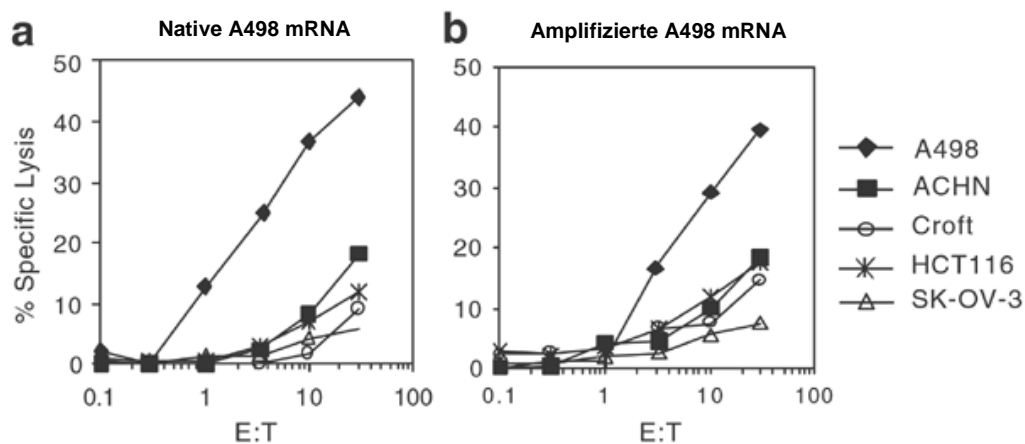 a Native A498 mRNA
50
40
30
20
10
0
% Specific Lysis
0.1 1 10 100
E:T
b Amplifizierte A498 mRNA
50
40
30
20
10
0
0.1 1 10 100
E:T
A498
ACHN
Croft
HCT116
SK-OV-3